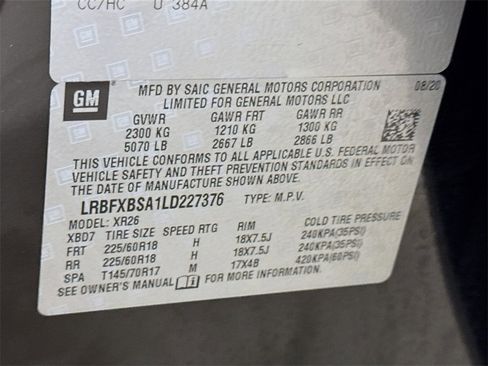 CC/HC U 384A
GM
MFD BY SAIC GENERAL MOTORS CORPORATION 08/20
LIMITED FOR GENERAL MOTORS LLC
GVWR GAWR FRT GAWR RR
2300 KG 1210 KG 1300 KG
5070 LB 2667 LB 2866 LB
THIS VEHICLE CONFORMS TO ALL APPLICABLE U.S. FEDERAL MOTOR
VEHICLE SAFETY AND THEFT PREVENTION STANDARDS IN EFFECT ON
THE DATE OF MANUFACTURE SHOWN ABOVE.
LRBFXBSA1LD227376 TYPE: M.P.V.
MODEL: XR26
XBD7 TIRE SIZE SPEED RTG RIM COLD TIRE PRESSURE
FRT 225/60R18 H 18X7.5J 240KPA(35PSI)
RR 225/60R18 H 18X7.5J 240KPA(35PSI)
SPA T145/70R17 M 17X4B 420KPA(60PSI)
SEE OWNER'S MANUAL